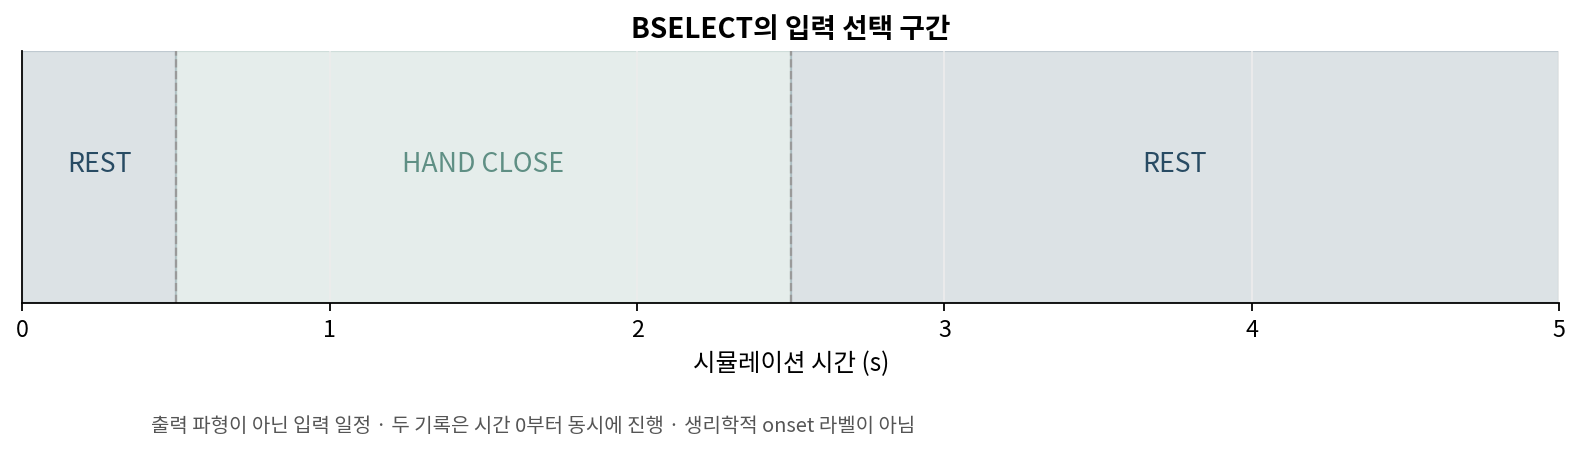 BSELECT의 입력 선택 구간
REST HAND CLOSE REST
0 1 2 3 4 5
시뮬레이션 시간 (s)
출력 파형이 아닌 입력 일정 · 두 기록은 시간 0부터 동시에 진행 · 생리학적 onset 라벨이 아님